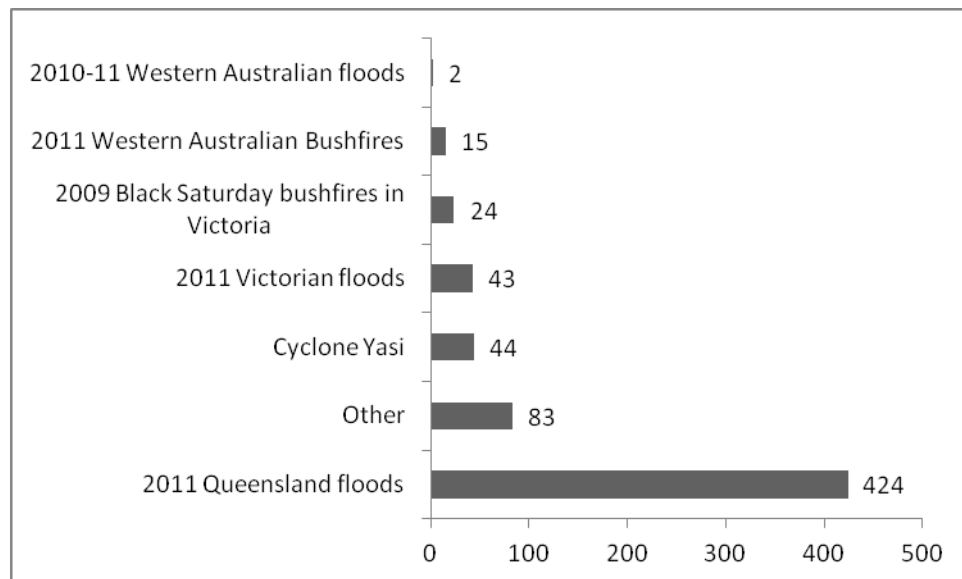 2010-11 Western Australian floods 2
2011 Western Australian Bushfires 15
2009 Black Saturday bushfires in
Victoria 24
2011 Victorian floods 43
Cyclone Yasi 44
Other 83
2011 Queensland floods 424
0 100 200 300 400 500